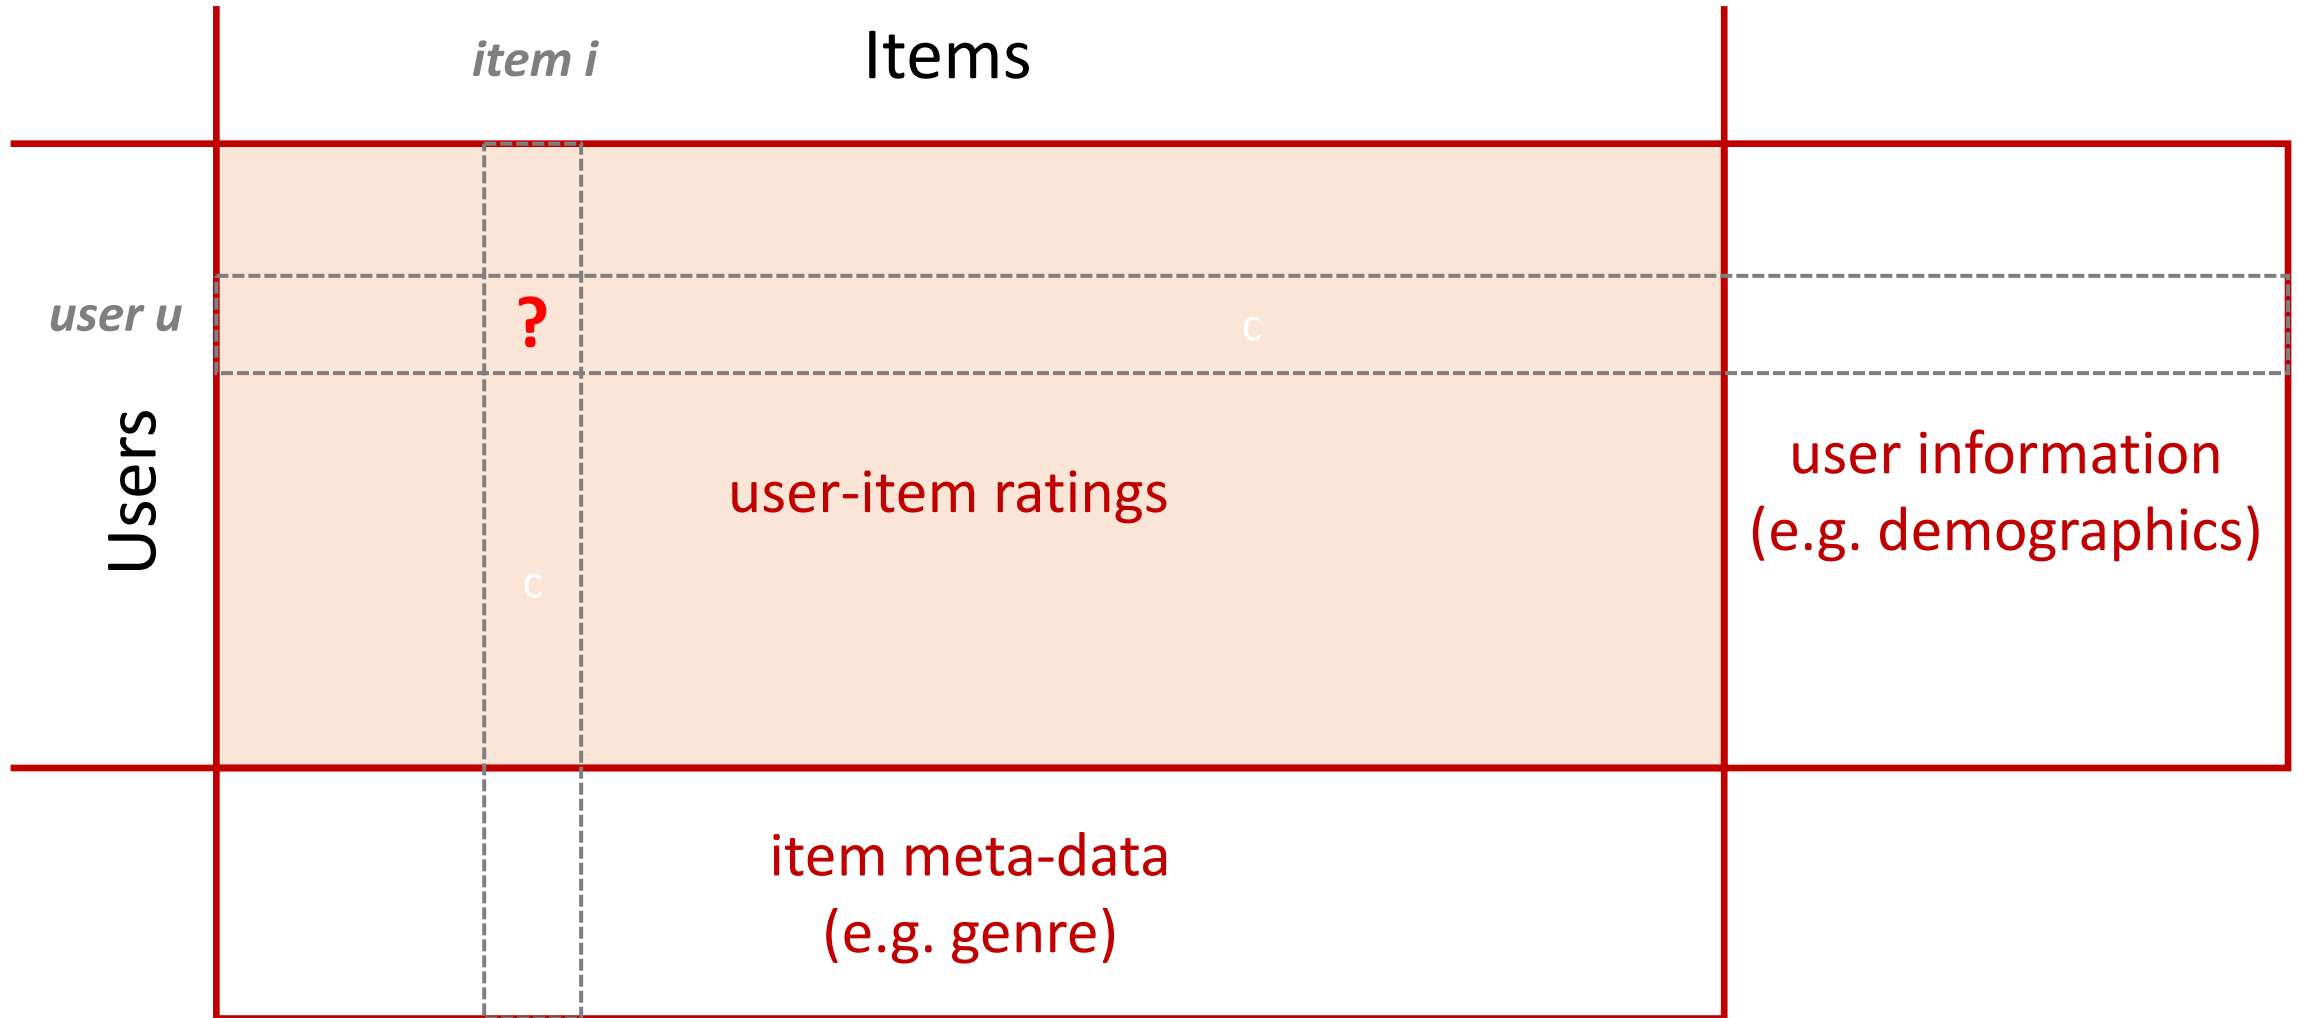 item i
Items
user u
?
c
Users
user-item ratings
user information
(e.g. demographics)
c
item meta-data
(e.g. genre)